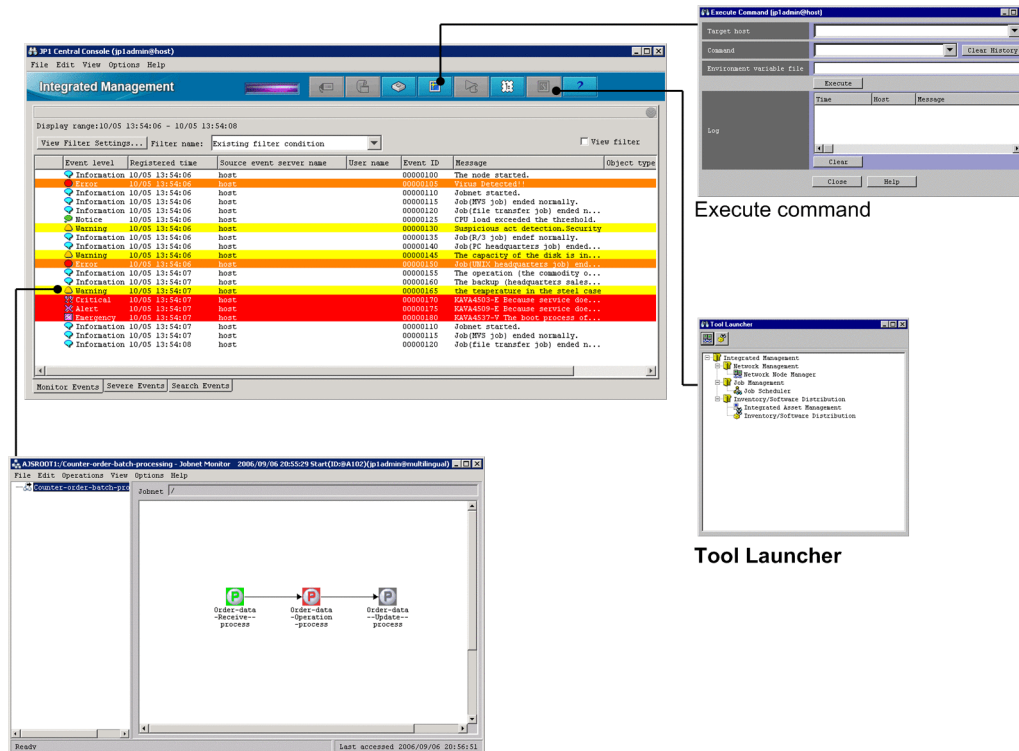 JP1 Central Console (jp1admin@host)
File Edit View Options Help
Integrated Management
?
Display range:10/05 13:54:06 - 10/05 13:54:08
View Filter Settings... Filter name: Existing filter condition View filter
Event level Registered time Source event server name User name Event ID Message Object type
Information 10/05 13:54:06 host 00000100 The node started.
Error 10/05 13:54:06 host 00000105 Virus Detected!!
Information 10/05 13:54:06 host 00000110 Jobnet started.
Information 10/05 13:54:06 host 00000115 Job(MVS job) ended normally.
Information 10/05 13:54:06 host 00000120 Job(file transfer job) ended n...
Notice 10/05 13:54:06 host 00000125 CPU load exceeded the threshold.
Warning 10/05 13:54:06 host 00000130 Suspicious act detection.Security
Information 10/05 13:54:06 host 00000135 Job(R/3 job) endef normally.
Information 10/05 13:54:06 host 00000140 Job(PC headquarters job) ended...
Warning 10/05 13:54:06 host 00000145 The capacity of the disk is in...
Error 10/05 13:54:06 host 00000150 Job(UNIX headquarters job) end...
Information 10/05 13:54:07 host 00000155 The operation (the commodity o...
Information 10/05 13:54:07 host 00000160 The backup (headquarters sales...
Warning 10/05 13:54:07 host 00000165 the temperature in the steel case
Critical 10/05 13:54:07 host 00000170 KAVA4503-E Because service doe...
Alert 10/05 13:54:07 host 00000175 KAVA4509-E Because service doe...
Emergency 10/05 13:54:07 host 00000180 KAVA4537-V The boot process of...
Information 10/05 13:54:07 host 00000110 Jobnet started.
Information 10/05 13:54:07 host 00000115 Job(MVS job) ended normally.
Information 10/05 13:54:08 host 00000120 Job(file transfer job) ended n...
Monitor Events Severe Events Search Events
Execute Command (jp1admin@host)
Target host
Command Clear History
Environment variable file
Execute
Time Host Message
Log
Clear
Close Help
Execute command
Tool Launcher
Integrated Management
Network Management
Network Node Manager
Job Management
Job Scheduler
Inventory/Software Distribution
Integrated Asset Management
Inventory/Software Distribution
Tool Launcher
AJSROOT1:/Counter-order-batch-processing - Jobnet Monitor 2006/09/06 20:55:29 Start(ID:@A102)(jp1admin@multilingual)
File Edit Operations View Options Help
Counter-order-batch-pro
Jobnet /
P P P
Order-data Order-data Order-data
-Receive-- -Operation --Update--
process -process process
Ready Last accessed 2006/09/06 20:56:51